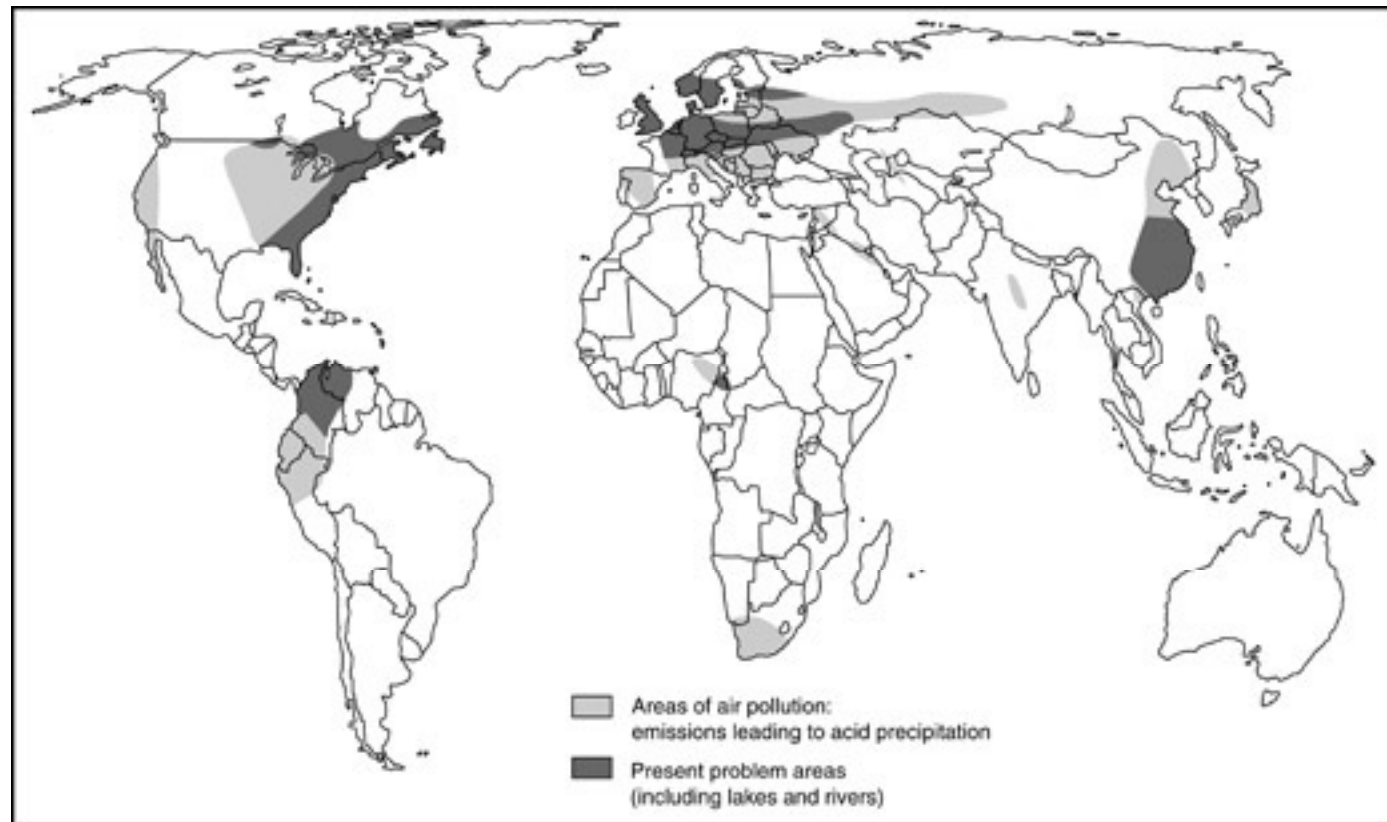 Areas of air pollution:
emissions leading to acid precipitation
Present problem areas
(including lakes and rivers)